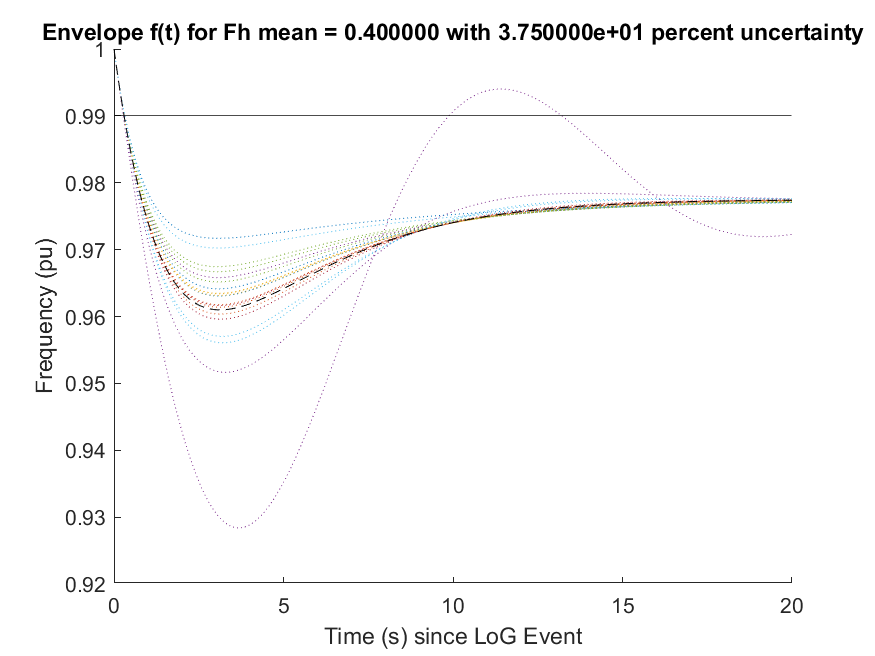 Envelope f(t) for Fh mean = 0.400000 with 3.750000e+01 percent uncertainty
1
0.99
0.98
0.97
0.96
0.95
0.94
0.93
0.92
Frequency (pu)
0 5 10 15 20
Time (s) since LoG Event